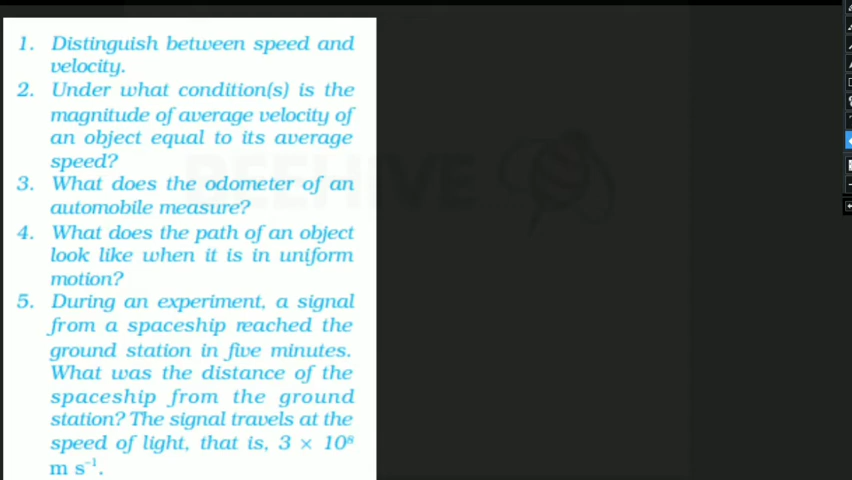 1. Distinguish between speed and
velocity.
2. Under what condition(s) is the
magnitude of average velocity of
an object equal to its average
speed?
3. What does the odometer of an
automobile measure?
4. What does the path of an object
look like when it is in uniform
motion?
5. During an experiment, a signal
from a spaceship reached the
ground station in five minutes.
What was the distance of the
spaceship from the ground
station? The signal travels at the
speed of light, that is, 3 × 10⁸
m s⁻¹.
BEEHIVE